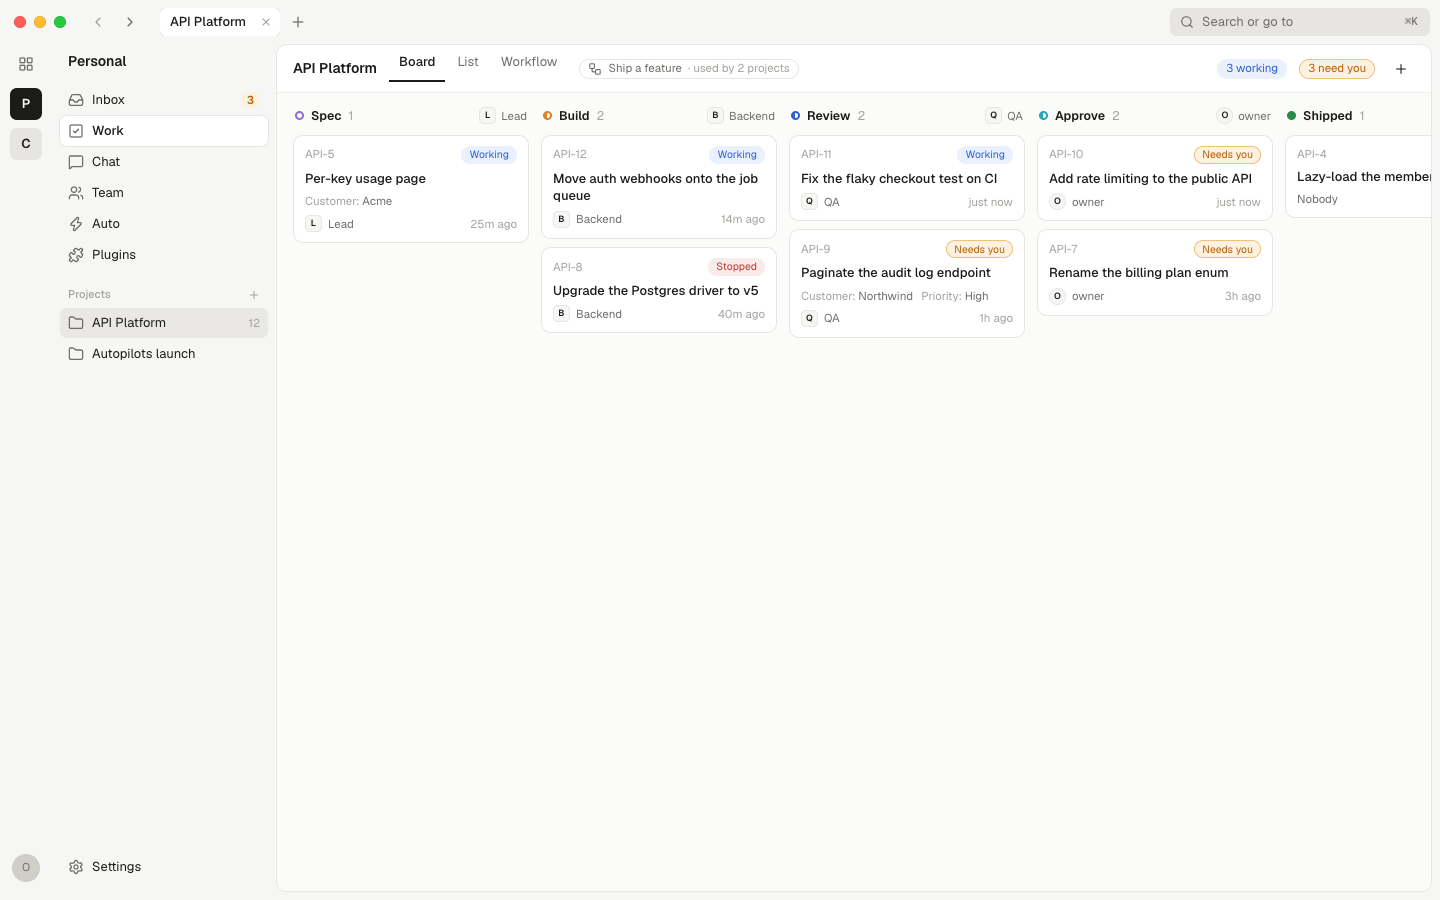 API Platform
Search or go to
⌘K
Personal
P
C
Inbox 3
Work
Chat
Team
Auto
Plugins
Projects
API Platform 12
Autopilots launch
O
Settings
API Platform
Board
List
Workflow
Ship a feature · used by 2 projects
3 working
3 need you
Spec 1
L Lead
API-5
Working
Per-key usage page
Customer: Acme
L Lead
25m ago
Build 2
B Backend
API-12
Working
Move auth webhooks onto the job
queue
B Backend
14m ago
API-8
Stopped
Upgrade the Postgres driver to v5
B Backend
40m ago
Review 2
Q QA
API-11
Working
Fix the flaky checkout test on CI
Q QA
just now
API-9
Needs you
Paginate the audit log endpoint
Customer: Northwind Priority: High
Q QA
1h ago
Approve 2
O owner
API-10
Needs you
Add rate limiting to the public API
O owner
just now
API-7
Needs you
Rename the billing plan enum
O owner
3h ago
Shipped 1
API-4
Lazy-load the member
Nobody